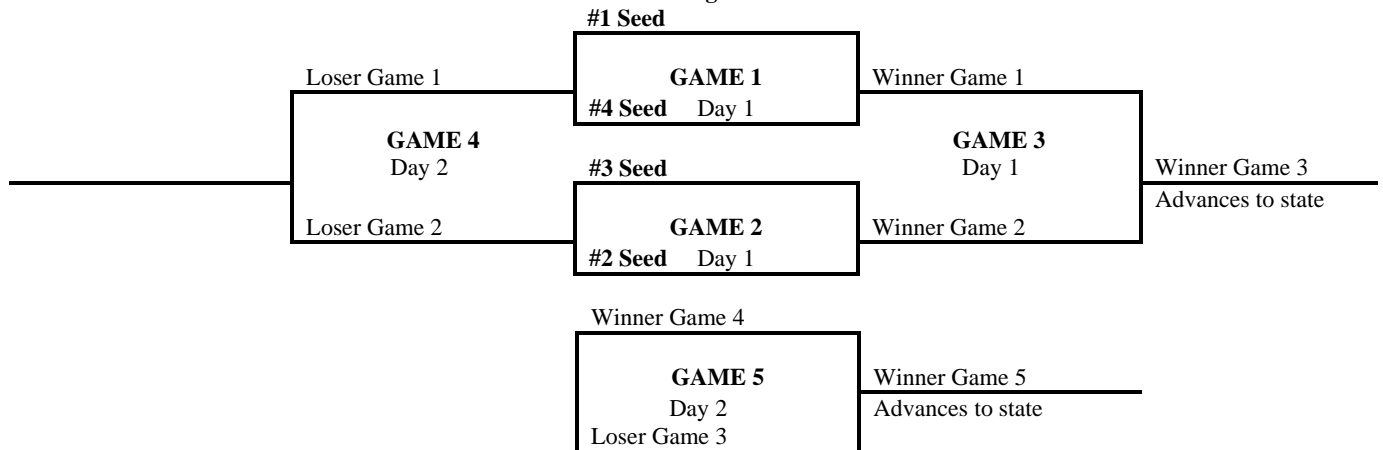 #1 Seed
Loser Game 1
GAME 1
Winner Game 1
#4 Seed Day 1
GAME 4
GAME 3
Day 2
#3 Seed
Day 1
Winner Game 3
Advances to state
Loser Game 2
GAME 2
Winner Game 2
#2 Seed Day 1
Winner Game 4
GAME 5
Winner Game 5
Day 2
Advances to state
Loser Game 3